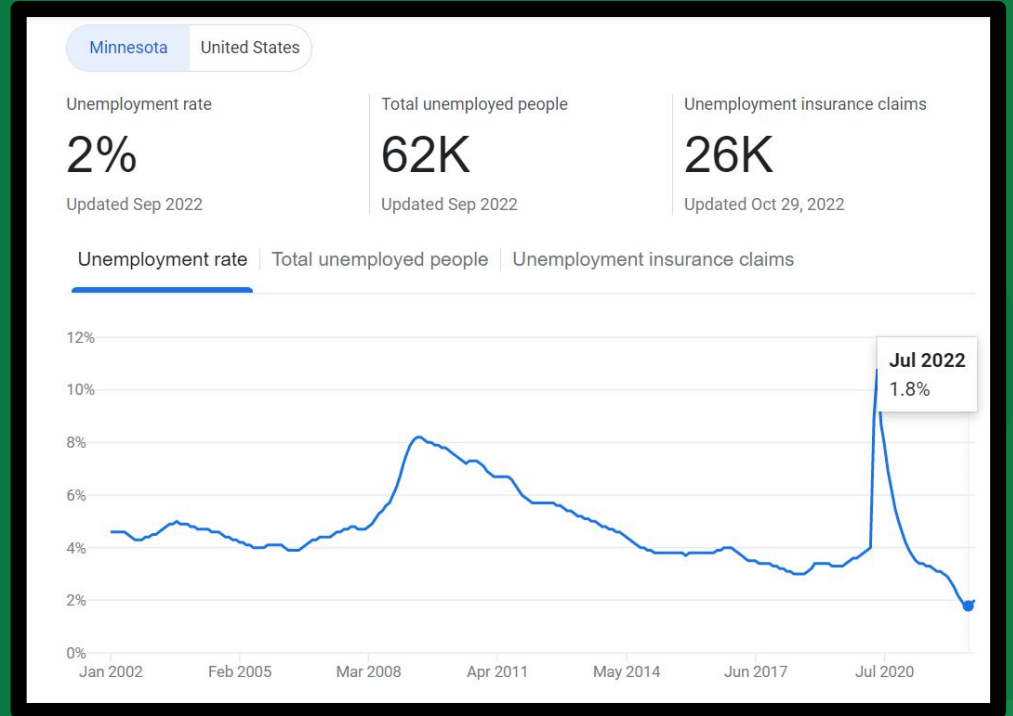 Minnesota United States
Unemployment rate
2%
Updated Sep 2022
Total unemployed people
62K
Updated Sep 2022
Unemployment insurance claims
26K
Updated Oct 29, 2022
Unemployment rate Total unemployed people Unemployment insurance claims
12%
10%
8%
6%
4%
2%
0%
Jul 2022
1.8%
Jan 2002 Feb 2005 Mar 2008 Apr 2011 May 2014 Jun 2017 Jul 2020